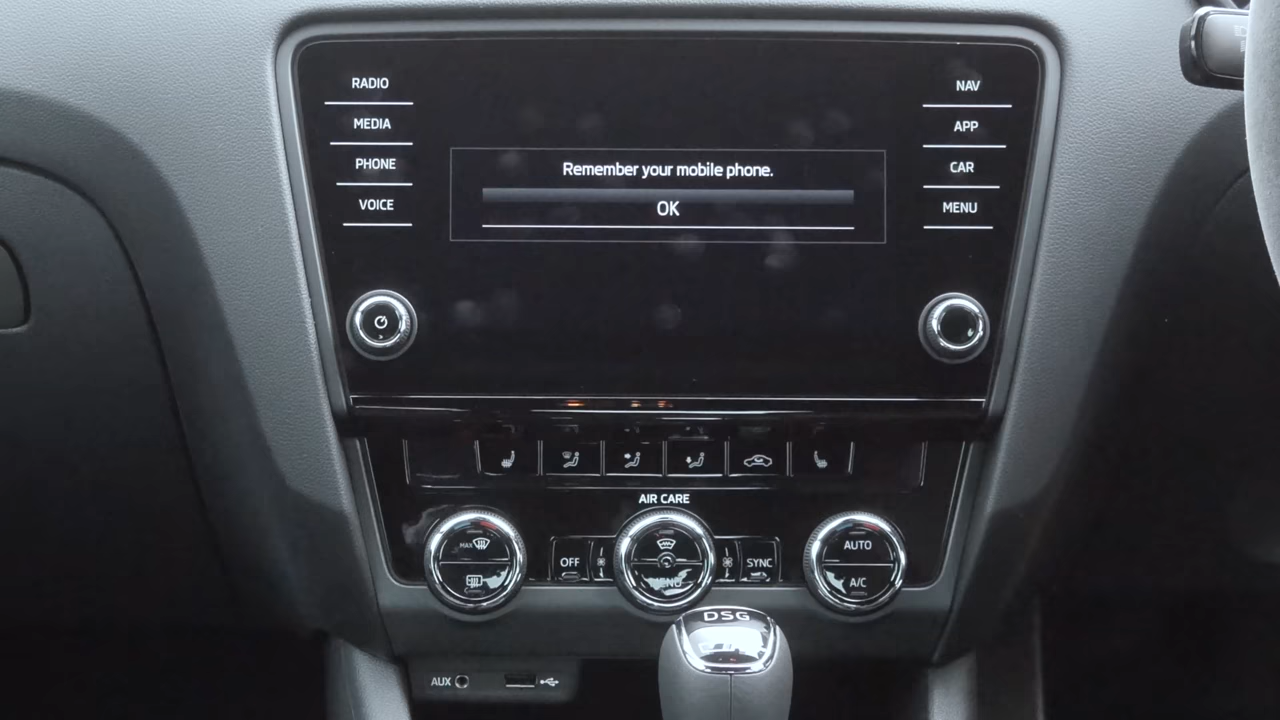 RADIO
MEDIA
PHONE
VOICE
Remember your mobile phone.
OK
NAV
APP
CAR
MENU
AIR CARE
MAX
OFF
MENU
SYNC
AUTO
A/C
DSG
AUX